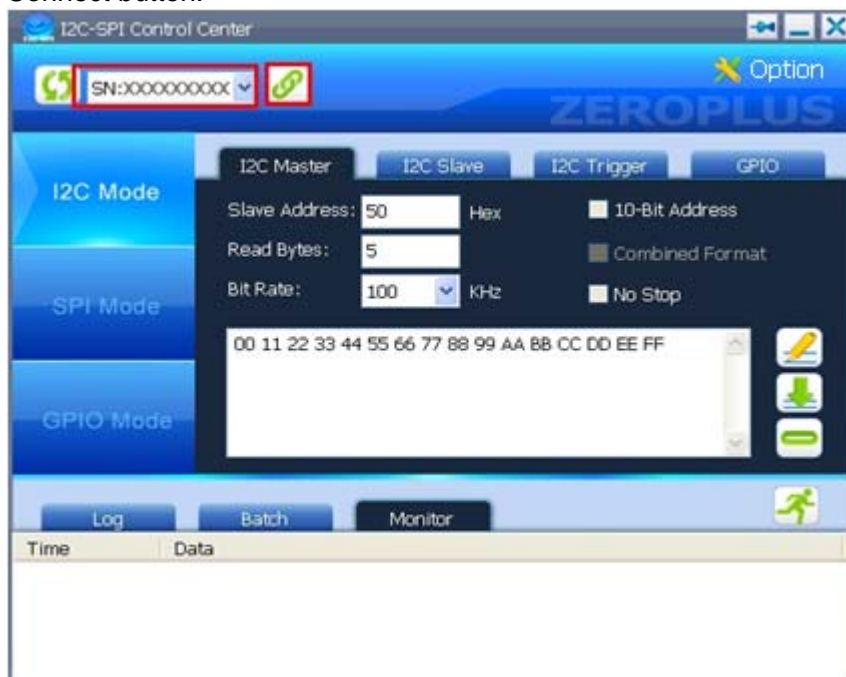 Connect button.
I2C-SPI Control Center
SN:XXXXXXXXX
Option
ZEROPLUS
I2C Mode
SPI Mode
GPIO Mode
I2C Master I2C Slave I2C Trigger GPIO
Slave Address: 50 Hex 10-Bit Address
Read Bytes: 5 Combined Format
Bit Rate: 100 KHz No Stop
00 11 22 33 44 55 66 77 88 99 AA BB CC DD EE FF
Log Batch Monitor
Time Data